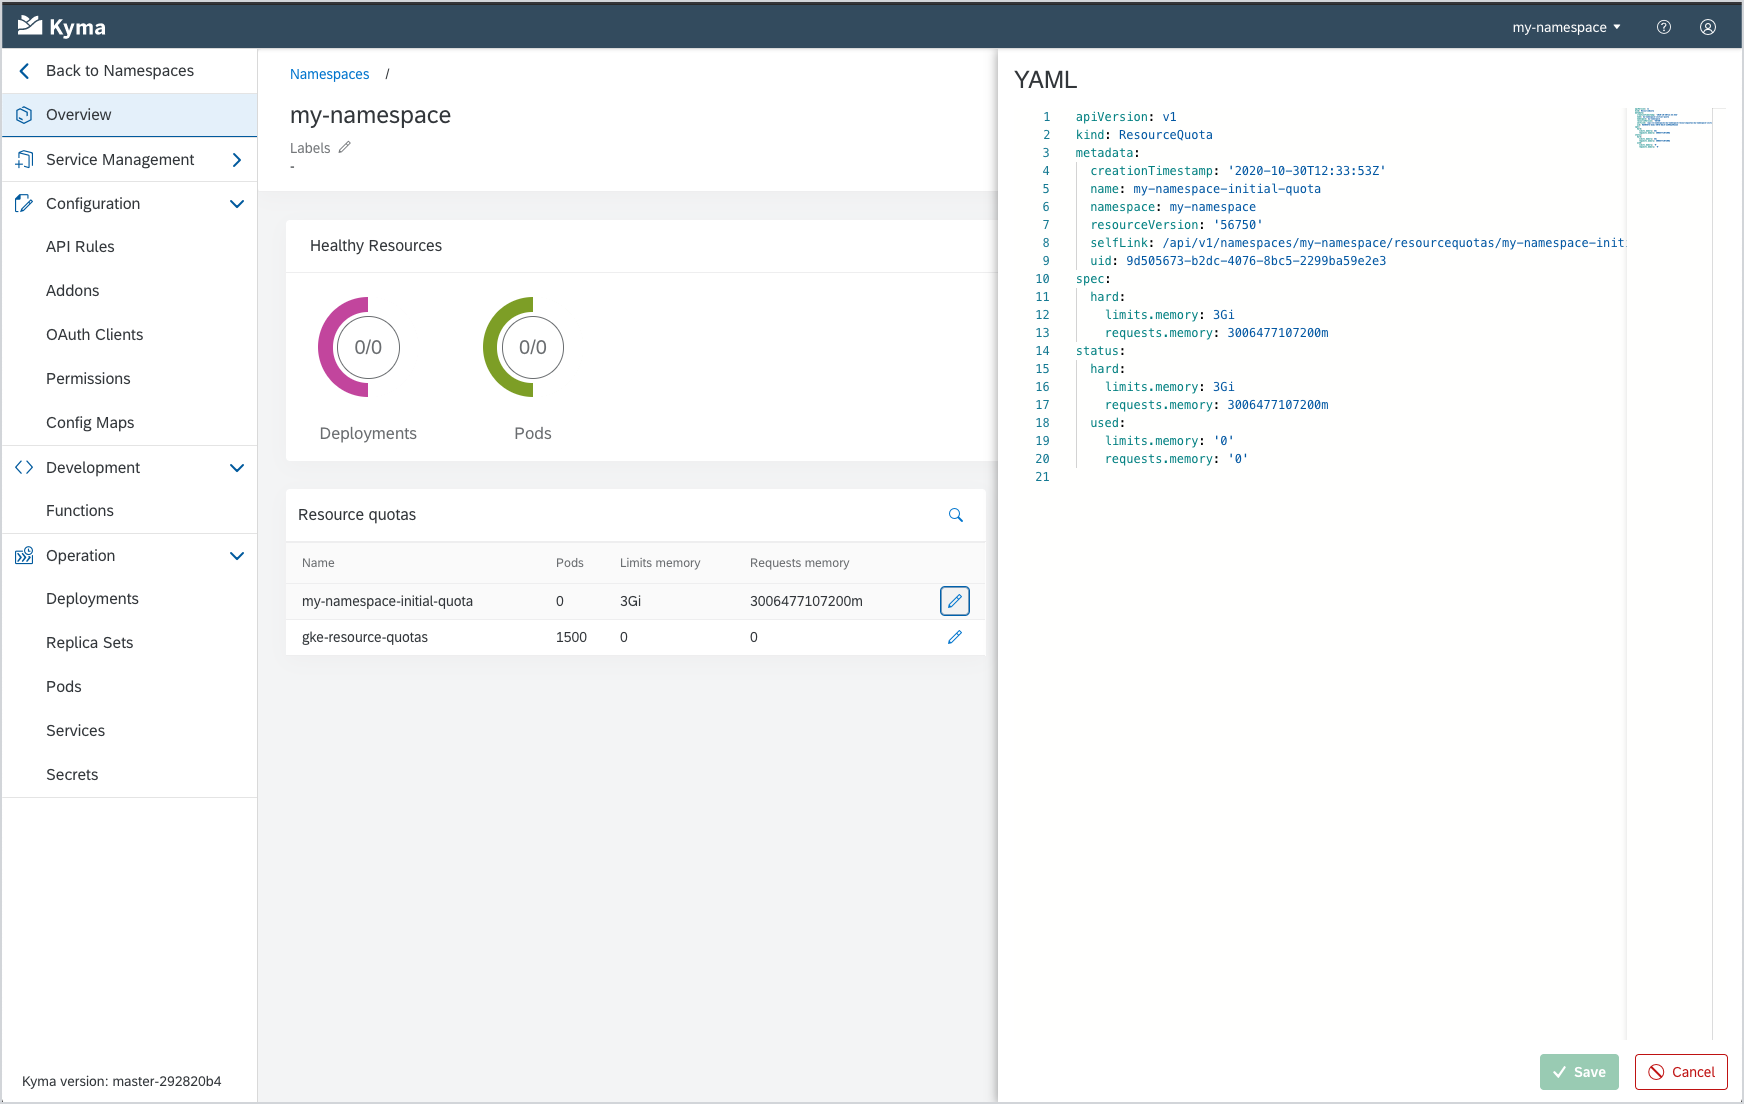 Kyma
my-namespace
Back to Namespaces
Overview
Service Management
Configuration
API Rules
Addons
OAuth Clients
Permissions
Config Maps
Development
Functions
Operation
Deployments
Replica Sets
Pods
Services
Secrets
Kyma version: master-292820b4
Namespaces /
my-namespace
Labels
-
Healthy Resources
0/0 0/0
Deployments Pods
Resource quotas
Name Pods Limits memory Requests memory
my-namespace-initial-quota 0 3Gi 3006477107200m
gke-resource-quotas 1500 0 0
YAML
1 apiVersion: v1
2 kind: ResourceQuota
3 metadata:
4 creationTimestamp: '2020-10-30T12:33:53Z'
5 name: my-namespace-initial-quota
6 namespace: my-namespace
7 resourceVersion: '56750'
8 selfLink: /api/v1/namespaces/my-namespace/resourcequotas/my-namespace-init
9 uid: 9d505673-b2dc-4076-8bc5-2299ba59e2e3
10 spec:
11 hard:
12 limits.memory: 3Gi
13 requests.memory: 3006477107200m
14 status:
15 hard:
16 limits.memory: 3Gi
17 requests.memory: 3006477107200m
18 used:
19 limits.memory: '0'
20 requests.memory: '0'
21
Save
Cancel